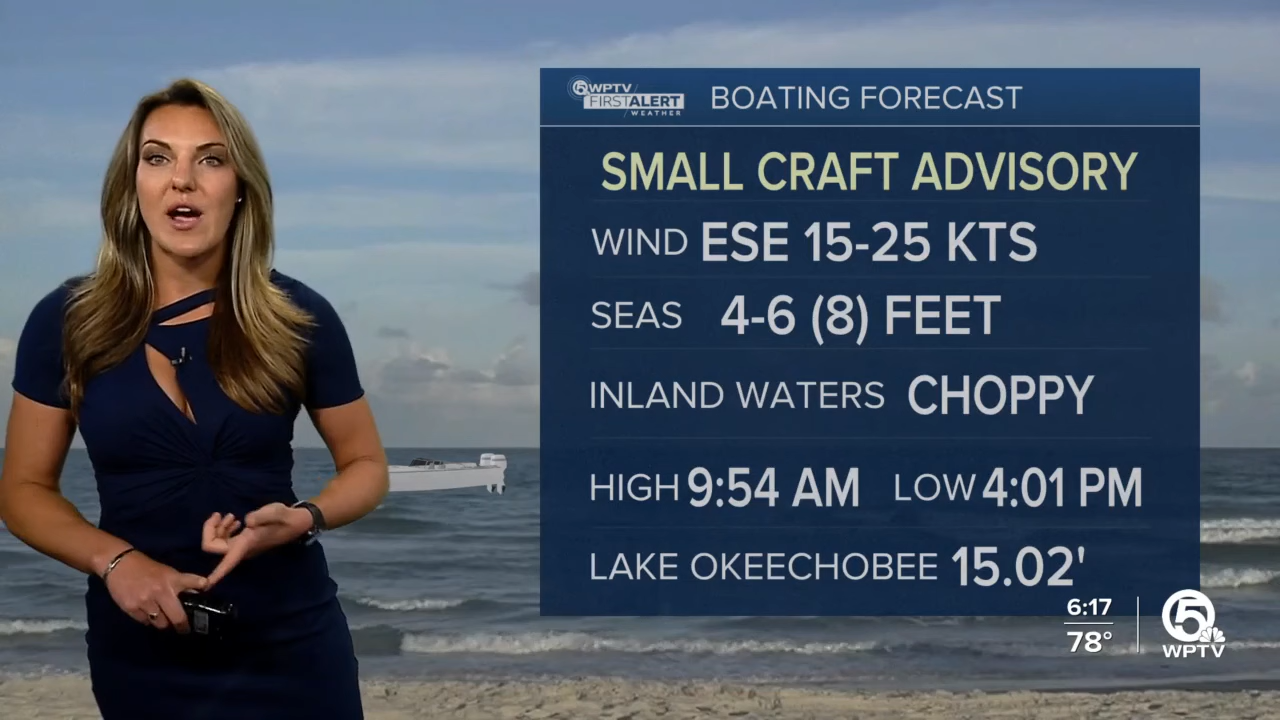 5 WPTV
FIRST ALERT
WEATHER
BOATING FORECAST
SMALL CRAFT ADVISORY
WIND ESE 15-25 KTS
SEAS 4-6 (8) FEET
INLAND WATERS CHOPPY
HIGH 9:54 AM LOW 4:01 PM
LAKE OKEECHOBEE 15.02'
6:17
78°
5
WPTV